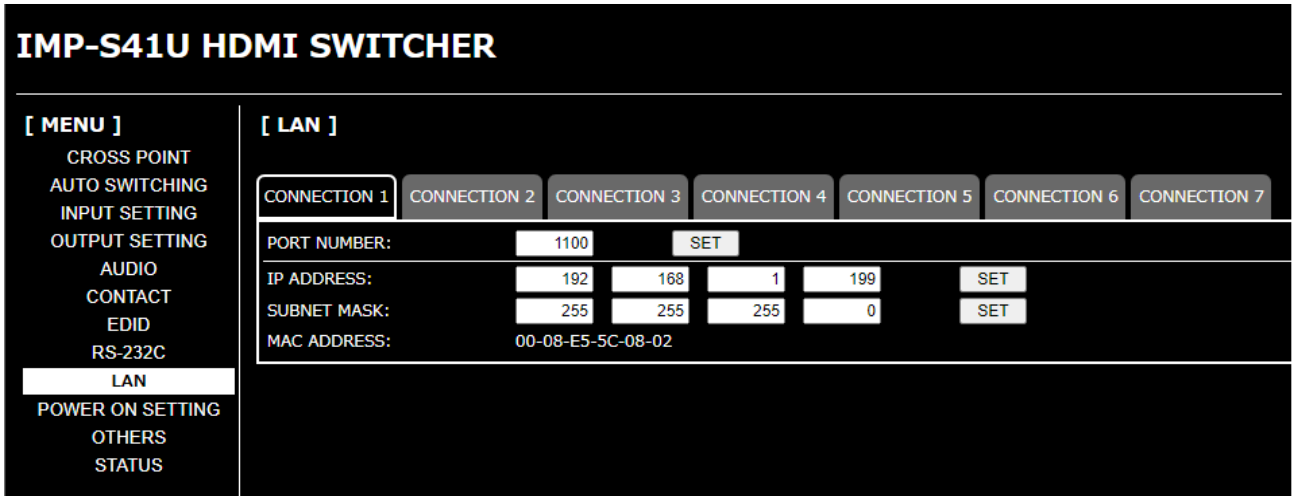 IMP-S41U HDMI SWITCHER
[ MENU ]
CROSS POINT
AUTO SWITCHING
INPUT SETTING
OUTPUT SETTING
AUDIO
CONTACT
EDID
RS-232C
LAN
POWER ON SETTING
OTHERS
STATUS
[ LAN ]
CONNECTION 1 CONNECTION 2 CONNECTION 3 CONNECTION 4 CONNECTION 5 CONNECTION 6 CONNECTION 7
PORT NUMBER: 1100 SET
IP ADDRESS: 192 168 1 199 SET
SUBNET MASK: 255 255 255 0 SET
MAC ADDRESS: 00-08-E5-5C-08-02